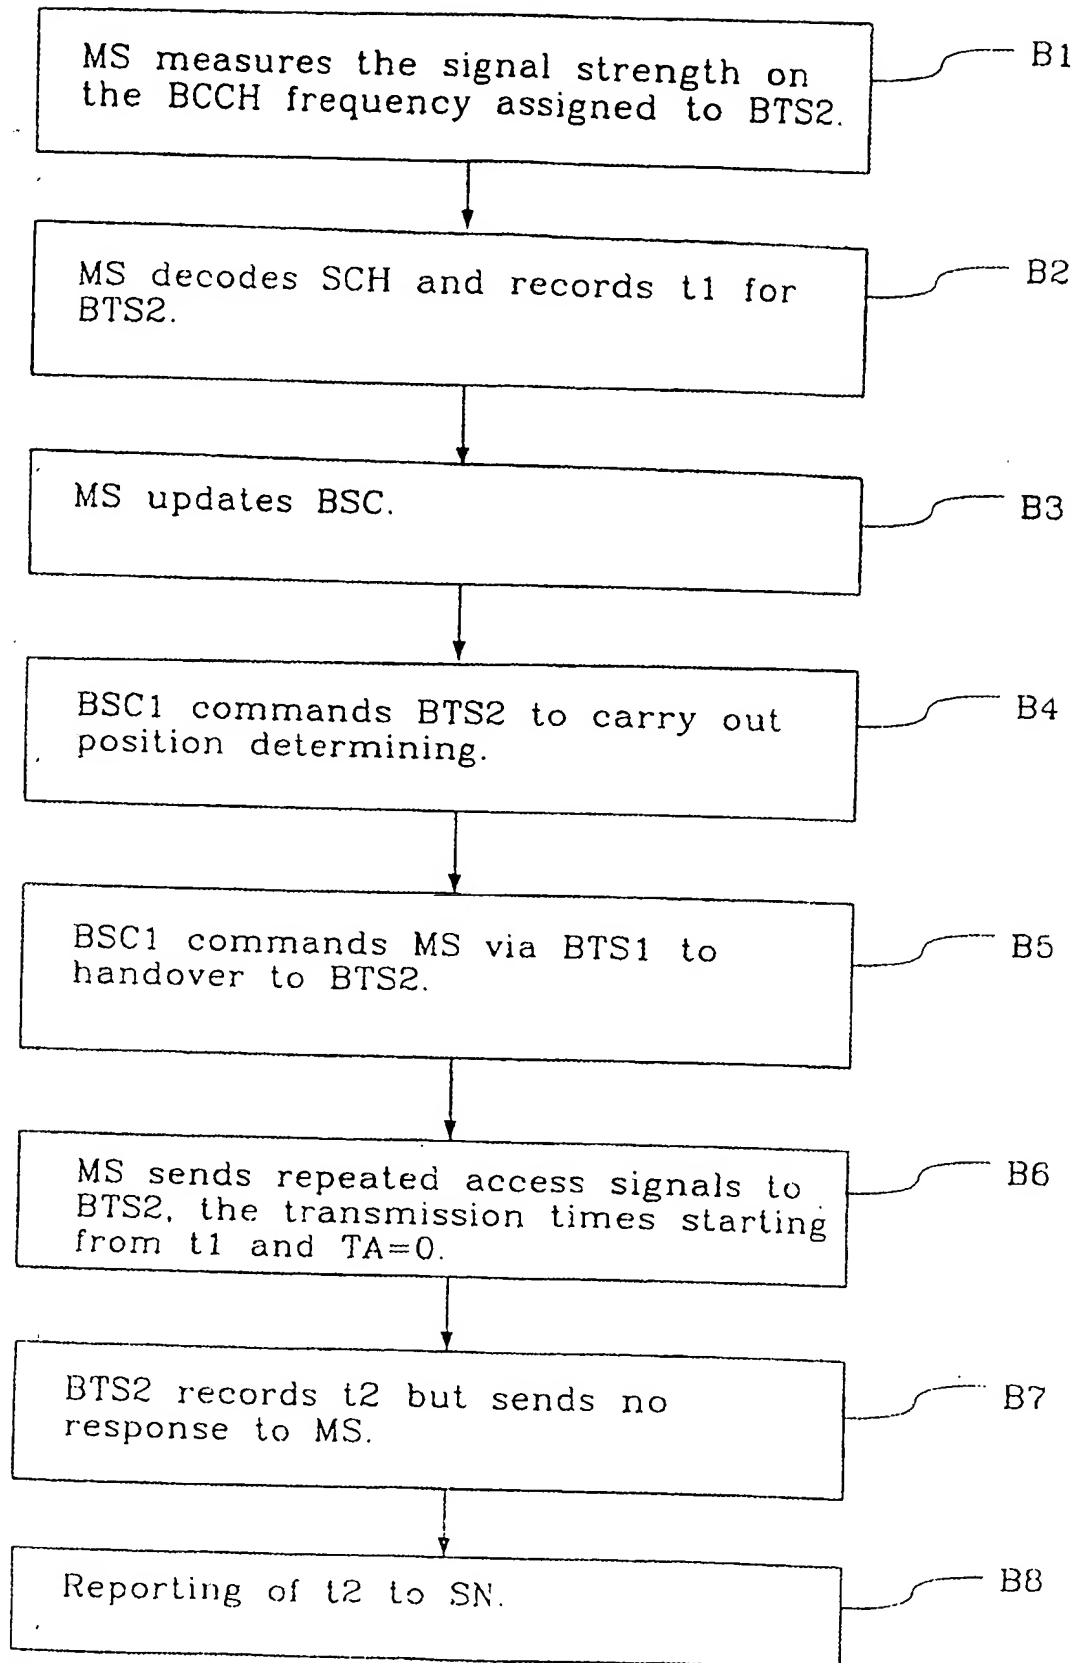 MS measures the signal strength on
the BCCH frequency assigned to BTS2.
B1
MS decodes SCH and records t1 for
BTS2.
B2
MS updates BSC.
B3
BSC1 commands BTS2 to carry out
position determining.
B4
BSC1 commands MS via BTS1 to
handover to BTS2.
B5
MS sends repeated access signals to
BTS2, the transmission times starting
from t1 and TA=0.
B6
BTS2 records t2 but sends no
response to MS.
B7
Reporting of t2 to SN.
B8